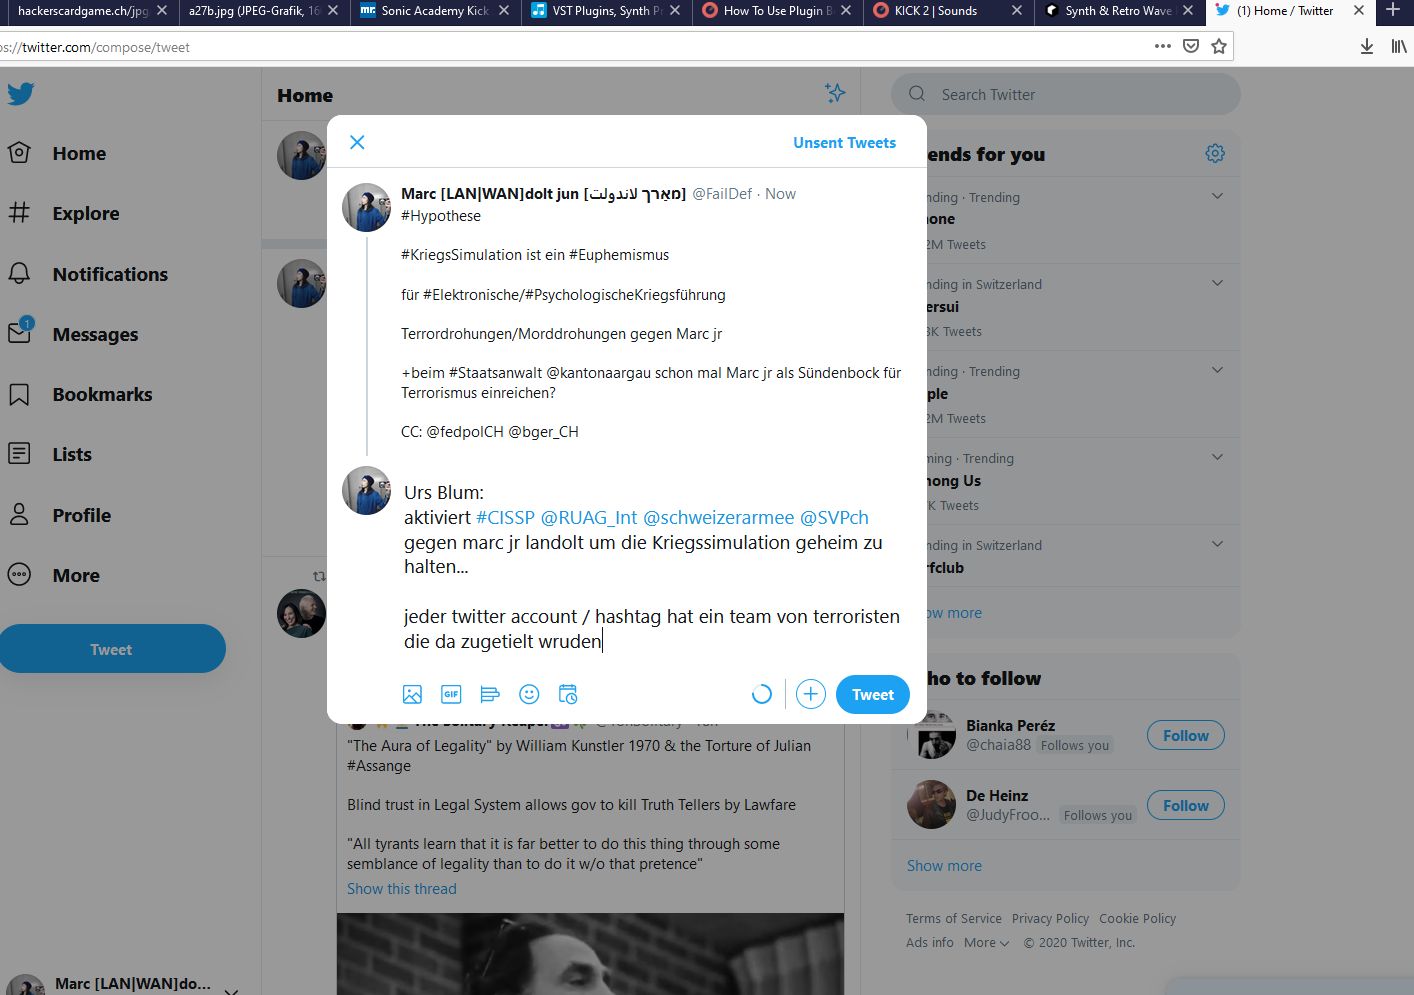 hackerscardgame.ch/jpg
a27b.jpg (JPEG-Grafik, 16
mr. Sonic Academy Kick
VST Plugins, Synth Pr
How To Use Plugin B
KICK 2 | Sounds
Synth & Retro Wave
(1) Home / Twitter
ps://twitter.com/compose/tweet
Home
Search Twitter
Home
Explore
Notifications
1
Messages
Bookmarks
Lists
Profile
More
Tweet
Unsent Tweets
Marc [LAN|WAN]dolt jun [מאַרך لاندولت] @FailDef · Now
#Hypothese
#KriegsSimulation ist ein #Euphemismus
für #Elektronische/#PsychologischeKriegsführung
Terrordrohungen/Morddrohungen gegen Marc jr
+beim #Staatsanwalt @kantonaargau schon mal Marc jr als Sündenbock für
Terrorismus einreichen?
CC: @fedpolCH @bger_CH
Urs Blum:
aktiviert #CISSP @RUAG_Int @schweizerarmee @SVPch
gegen marc jr landolt um die Kriegssimulation geheim zu
halten...
jeder twitter account / hashtag hat ein team von terroristen
die da zugetielt wruden
GIF
Tweet
"The Aura of Legality" by William Kunstler 1970 & the Torture of Julian
#Assange
Blind trust in Legal System allows gov to kill Truth Tellers by Lawfare
"All tyrants learn that it is far better to do this thing through some
semblance of legality than to do it w/o that pretence"
Show this thread
ends for you
nding · Trending
one
2M Tweets
nding in Switzerland
ersui
3K Tweets
nding · Trending
ple
2M Tweets
ming · Trending
nong Us
K Tweets
nding in Switzerland
rfclub
ow more
ho to follow
Bianka Peréz
@chaia88 Follows you
Follow
De Heinz
@JudyFroo... Follows you
Follow
Show more
Terms of Service Privacy Policy Cookie Policy
Ads info More © 2020 Twitter, Inc.
Marc [LAN|WAN]do...